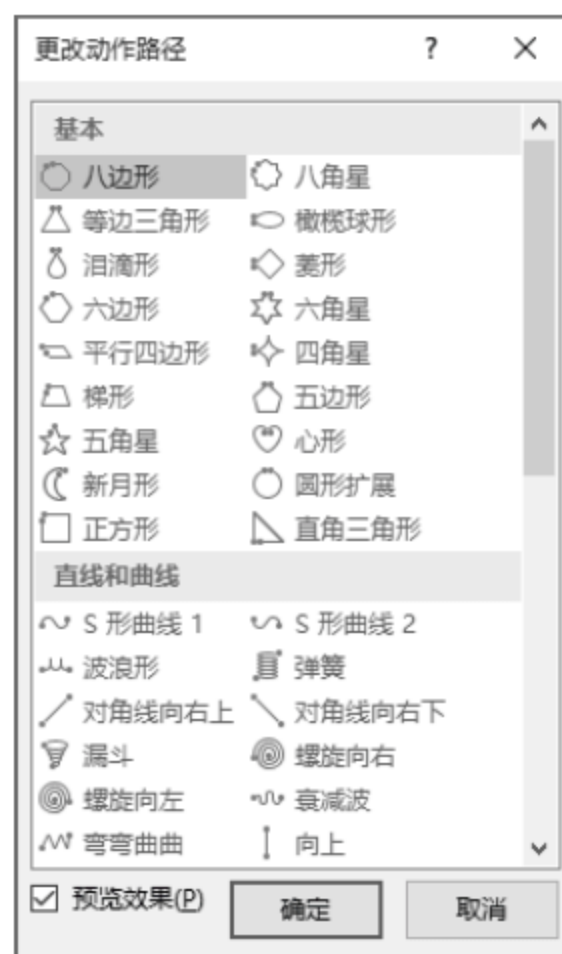 更改动作路径 ?
基本
八边形 八角星
等边三角形 橄榄球形
泪滴形 菱形
六边形 六角星
平行四边形 四角星
梯形 五边形
五角星 心形
新月形 圆形扩展
正方形 直角三角形
直线和曲线
S 形曲线 1 S 形曲线 2
波浪形 弹簧
对角线向右上 对角线向右下
漏斗 螺旋向右
螺旋向左 衰减波
弯弯曲曲 向上
预览效果(P) 确定 取消